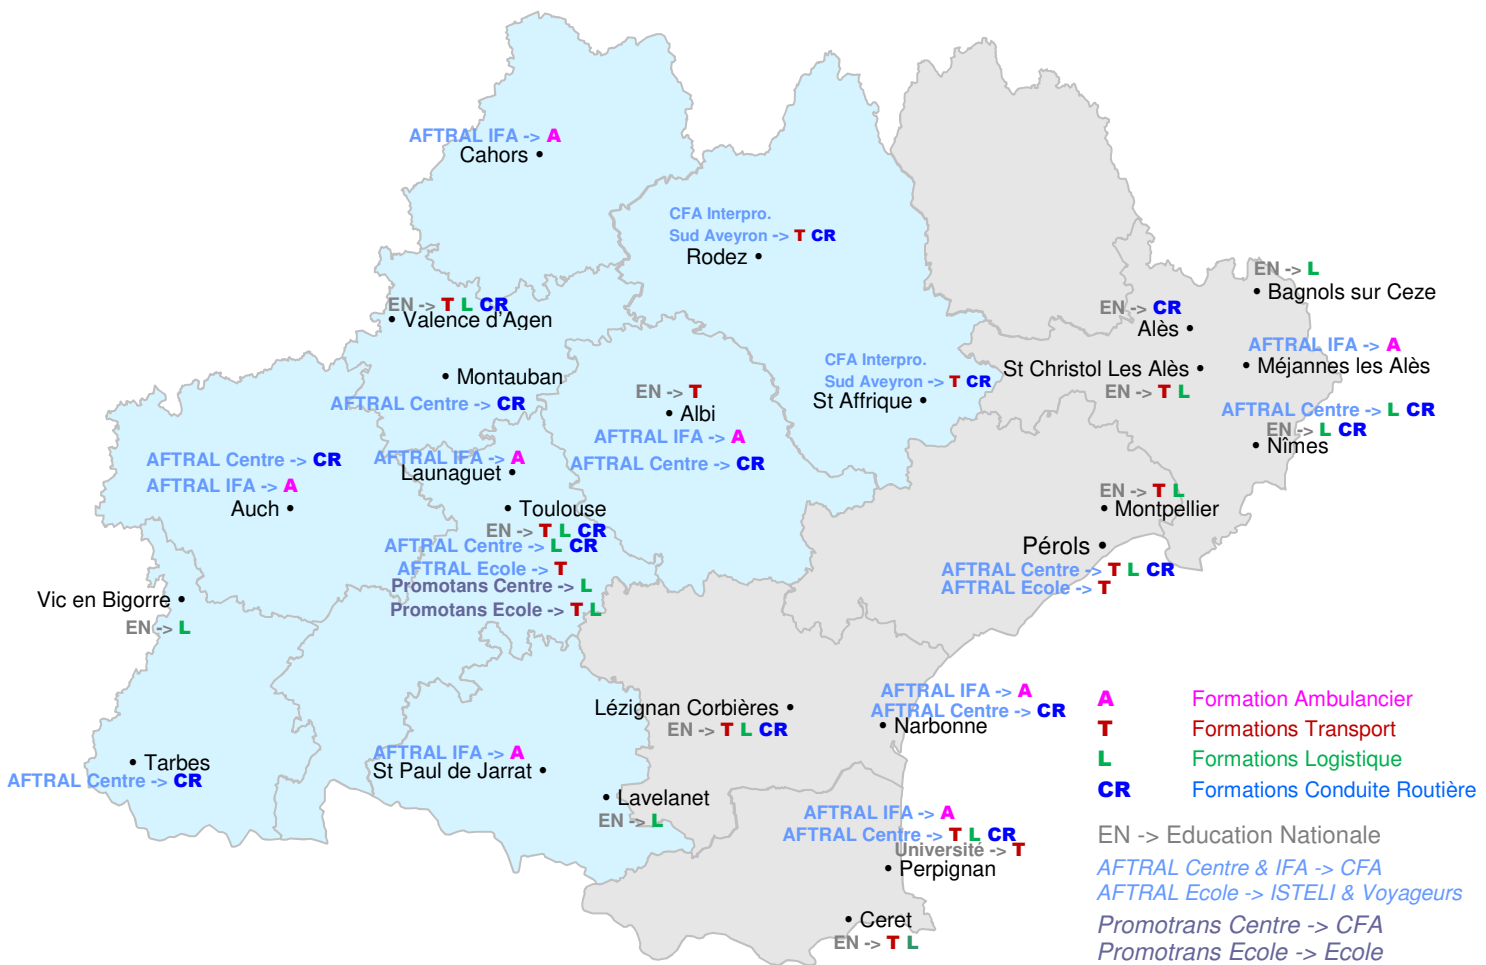 AFTRAL IFA -> A
Cahors •
CFA Interpro.
Sud Aveyron -> T CR
Rodez •
EN -> T L CR
• Valence d'Agen
EN -> L
• Bagnols sur Ceze
EN -> CR
Alès •
AFTRAL IFA -> A
• Méjannes les Alès
St Christol Les Alès •
EN -> T L
CFA Interpro.
Sud Aveyron -> T CR
St Affrique •
• Montauban
AFTRAL Centre -> CR
EN -> T
• Albi
AFTRAL IFA -> A
AFTRAL Centre -> CR
AFTRAL Centre -> L CR
EN -> L CR
• Nîmes
AFTRAL Centre -> CR
AFTRAL IFA -> A
Auch •
AFTRAL IFA -> A
Launaguet •
• Toulouse
EN -> T L CR
AFTRAL Centre -> L CR
AFTRAL Ecole -> T
Promotans Centre -> L
Promotans Ecole -> T L
EN -> T L
• Montpellier
Pérols •
AFTRAL Centre -> T L CR
AFTRAL Ecole -> T
Vic en Bigorre •
EN -> L
• Tarbes
AFTRAL Centre -> CR
AFTRAL IFA -> A
St Paul de Jarrat •
Lézignan Corbières •
EN -> T L CR
AFTRAL IFA -> A
AFTRAL Centre -> CR
• Narbonne
• Lavelanet
EN -> L
AFTRAL IFA -> A
AFTRAL Centre -> T L CR
Université -> T
• Perpignan
• Ceret
EN -> T L
A Formation Ambulancier
T Formations Transport
L Formations Logistique
CR Formations Conduite Routière
EN -> Education Nationale
AFTRAL Centre & IFA -> CFA
AFTRAL Ecole -> ISTELI & Voyageurs
Promotrans Centre -> CFA
Promotrans Ecole -> Ecole